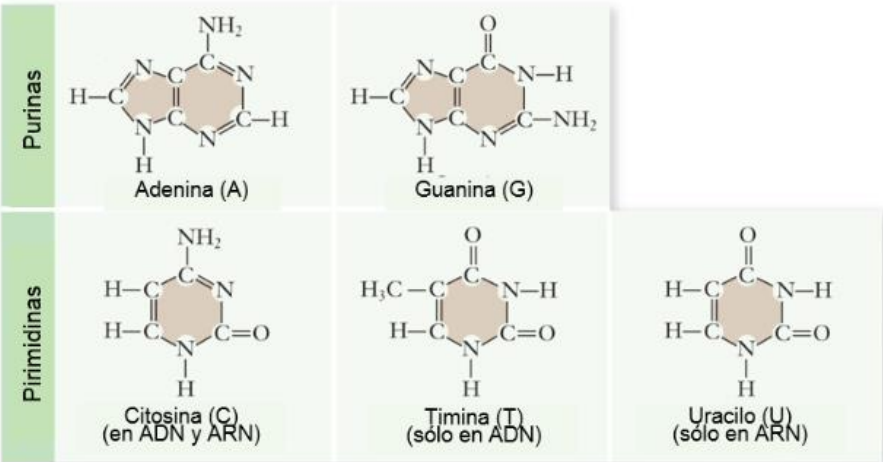 Purinas
NH₂
C
N
C
N
H–C
C
C–H
N
N
H
Adenina (A)
O
C
N
C
N–H
H–C
C
C–NH₂
N
N
H
Guanina (G)
Pirimidinas
NH₂
C
H–C
N
H–C
C=O
N
H
Citosina (C)
(en ADN y ARN)
O
C
H₃C–C
N–H
H–C
C=O
N
H
Timina (T)
(sólo en ADN)
O
C
H–C
N–H
H–C
C=O
N
H
Uracilo (U)
(sólo en ARN)